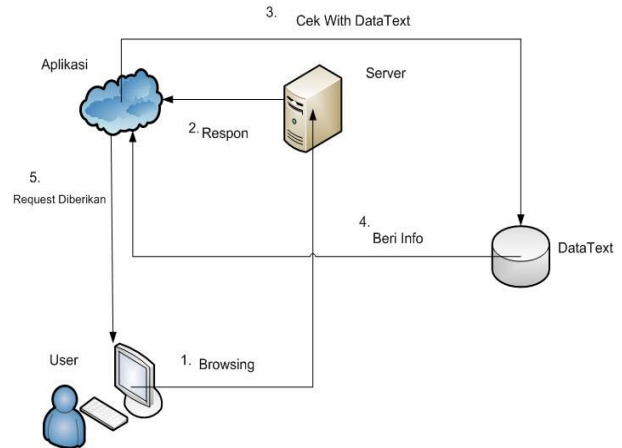 3.
Cek With DataText
Aplikasi
Server
2. Respon
5.
Request Diberikan
4.
Beri Info
DataText
User
1. Browsing